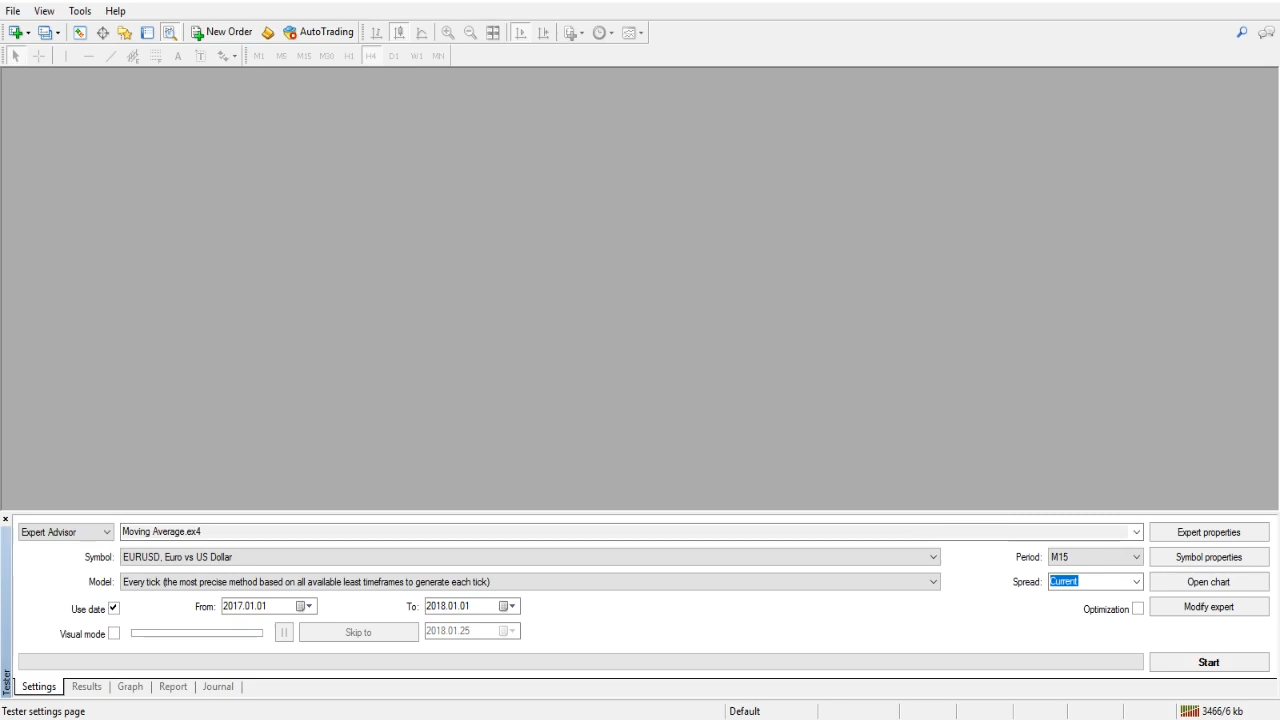 File View Tools Help
New Order AutoTrading
A T M1 M5 M15 M30 H1 H4 D1 W1 MN
Expert Advisor Moving Average.ex4 Expert properties
Symbol: EURUSD, Euro vs US Dollar Period: M15 Symbol properties
Model: Every tick (the most precise method based on all available least timeframes to generate each tick) Spread: Current Open chart
Use date From: 2017.01.01 To: 2018.01.01 Optimization Modify expert
Visual mode Skip to 2018.01.25
Start
Tester
Settings Results Graph Report Journal
Tester settings page Default 3466/6 kb